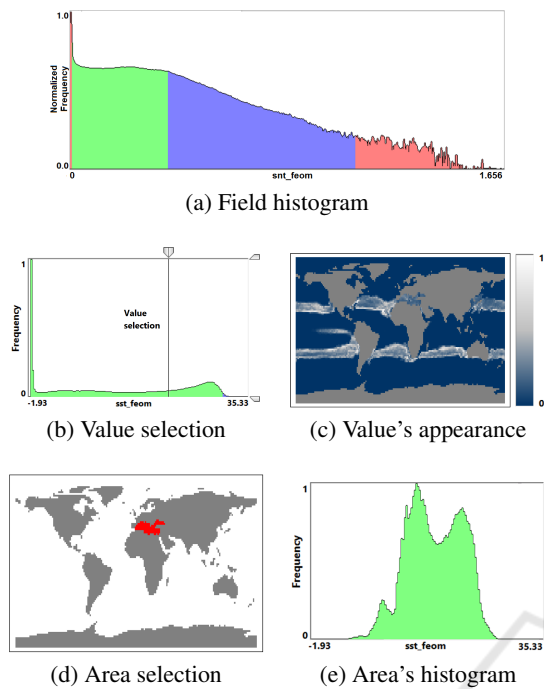 1.0
Normalized
Frequency
0.0
0
snt_feom
1.656
(a) Field histogram
1
Value
selection
Frequency
0
-1.93
sst_feom
35.33
(b) Value selection
1
0
(c) Value's appearance
(d) Area selection
1
Frequency
0
-1.93
sst_feom
35.33
(e) Area's histogram